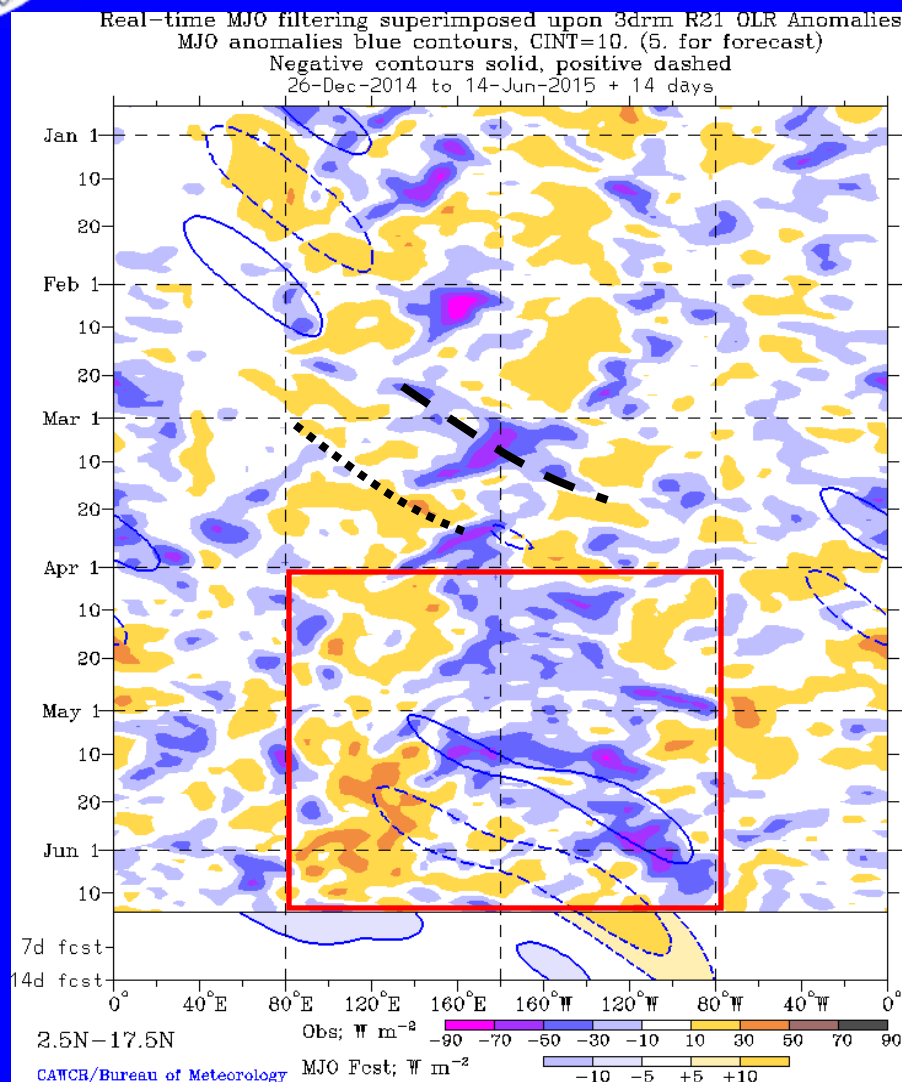 Real-time MJO filtering superimposed upon 3drm R21 OLR Anomalies
MJO anomalies blue contours, CINT=10. (5. for forecast)
Negative contours solid, positive dashed
26-Dec-2014 to 14-Jun-2015 + 14 days
Jan 1
10
20
Feb 1
10
20
Mar 1
10
20
Apr 1
10
20
May 1
10
20
Jun 1
10
7d fcst
14d fcst
0° 40°E 80°E 120°E 160°E 160°W 120°W 80°W 40°W 0°
2.5N-17.5N
Obs; W m⁻²
-90 -70 -50 -30 -10 10 30 50 70 90
CAWCR/Bureau of Meteorology
MJO Fcst; W m⁻²
-10 -5 +5 +10